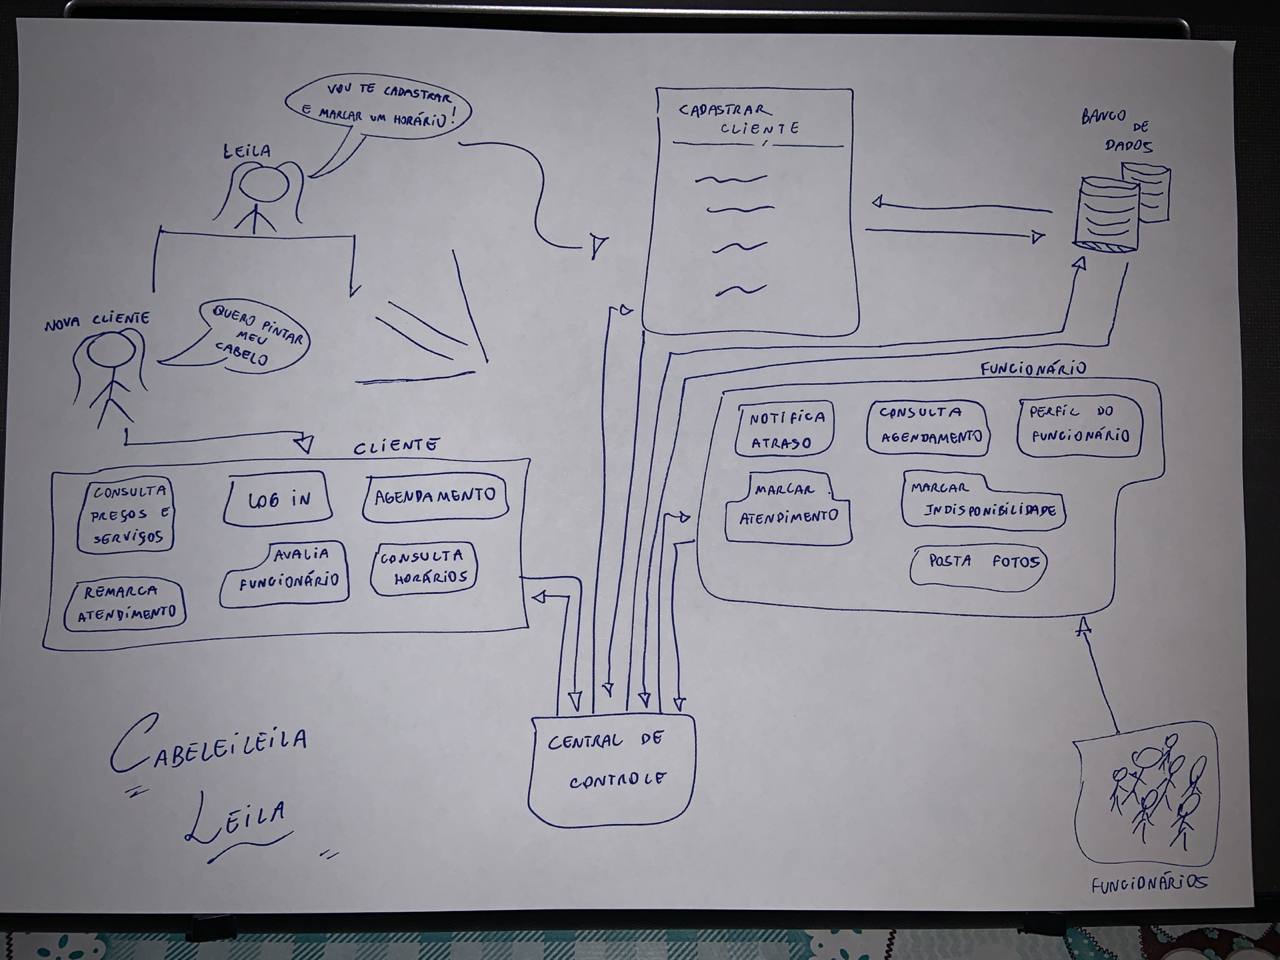 VOU TE CADASTRAR
E MARCAR UM HORÁRIO!
LEILA
NOVA CLIENTE
QUERO PINTAR
MEU
CABELO
CADASTRAR
CLIENTE
BANCO
DE
DADOS
CLIENTE
CONSULTA
PREÇOS E
SERVIÇOS
LOG IN
AGENDAMENTO
REMARCA
ATENDIMENTO
AVALIA
FUNCIONÁRIO
CONSULTA
HORÁRIOS
FUNCIONÁRIO
NOTIFICA
ATRASO
CONSULTA
AGENDAMENTO
PERFIL DO
FUNCIONÁRIO
MARCAR
ATENDIMENTO
MARCAR
INDISPONIBILIDADE
POSTA FOTOS
CENTRAL DE
CONTROLE
"CABELEILEILA
LEILA"
FUNCIONÁRIOS